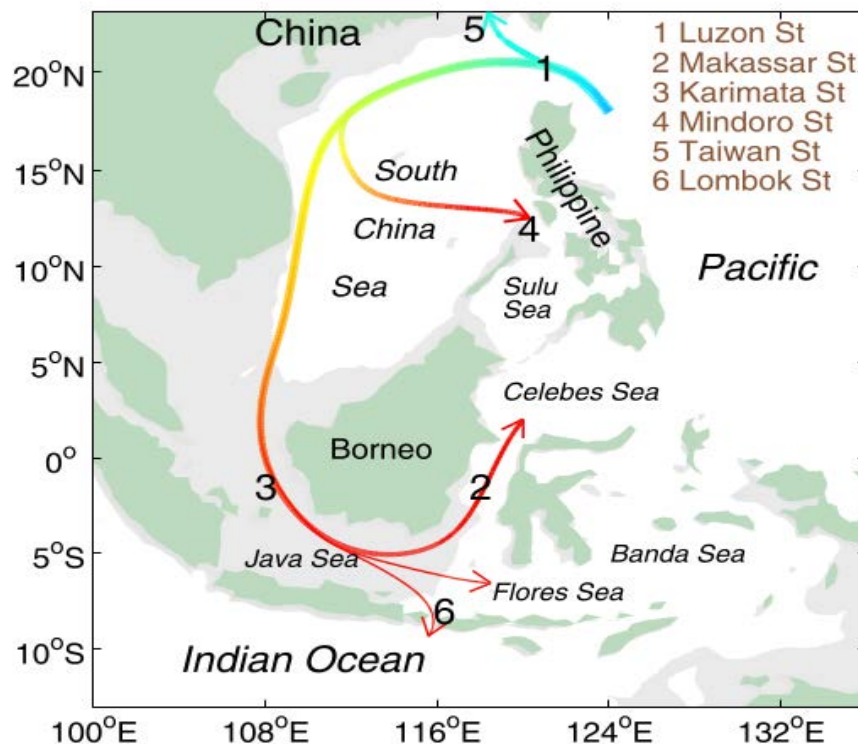 China
5
1 Luzon St
2 Makassar St
3 Karimata St
4 Mindoro St
5 Taiwan St
6 Lombok St
20°N
1
15°N
South
Philippine
China
4
10°N
Sea
Sulu
Sea
Pacific
5°N
Celebes Sea
0°
Borneo
3
2
5°S
Java Sea
Banda Sea
Flores Sea
6
10°S
Indian Ocean
100°E
108°E
116°E
124°E
132°E